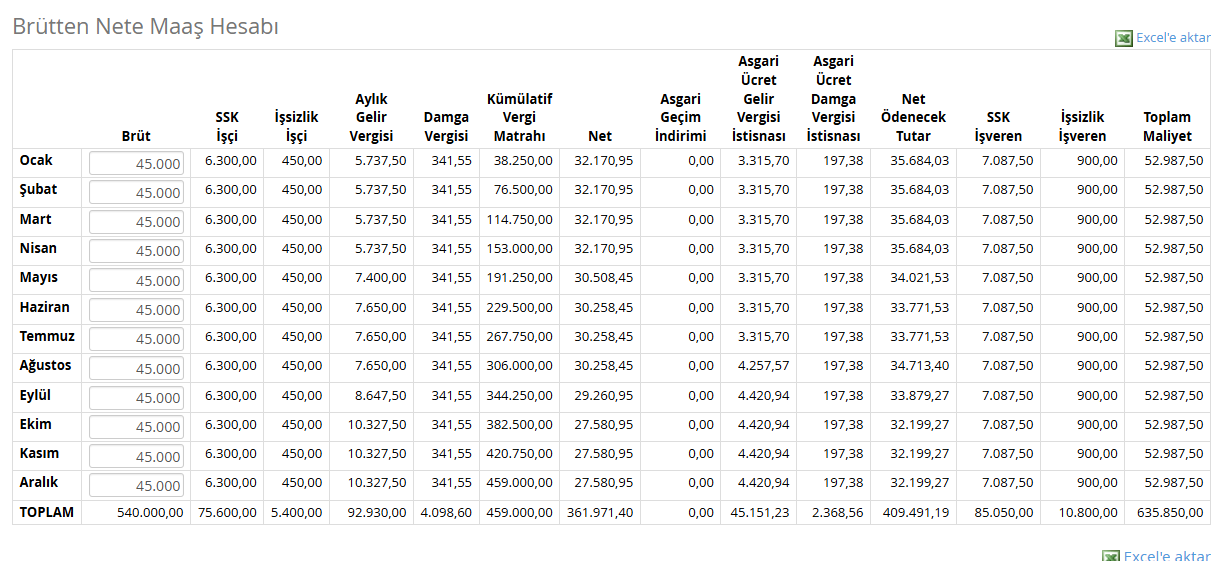 Brütten Nete Maaş Hesabı
Excel'e aktar
Brüt SSK İşçi İşsizlik İşçi Aylık Gelir Vergisi Damga Vergisi Kümülatif Vergi Matrahı Net Asgari Geçim İndirimi Asgari Ücret Gelir Vergisi İstisnası Asgari Ücret Damga Vergisi İstisnası Net Ödenecek Tutar SSK İşveren İşsizlik İşveren Toplam Maliyet
Ocak 45.000 6.300,00 450,00 5.737,50 341,55 38.250,00 32.170,95 0,00 3.315,70 197,38 35.684,03 7.087,50 900,00 52.987,50
Şubat 45.000 6.300,00 450,00 5.737,50 341,55 76.500,00 32.170,95 0,00 3.315,70 197,38 35.684,03 7.087,50 900,00 52.987,50
Mart 45.000 6.300,00 450,00 5.737,50 341,55 114.750,00 32.170,95 0,00 3.315,70 197,38 35.684,03 7.087,50 900,00 52.987,50
Nisan 45.000 6.300,00 450,00 5.737,50 341,55 153.000,00 32.170,95 0,00 3.315,70 197,38 35.684,03 7.087,50 900,00 52.987,50
Mayıs 45.000 6.300,00 450,00 7.400,00 341,55 191.250,00 30.508,45 0,00 3.315,70 197,38 34.021,53 7.087,50 900,00 52.987,50
Haziran 45.000 6.300,00 450,00 7.650,00 341,55 229.500,00 30.258,45 0,00 3.315,70 197,38 33.771,53 7.087,50 900,00 52.987,50
Temmuz 45.000 6.300,00 450,00 7.650,00 341,55 267.750,00 30.258,45 0,00 3.315,70 197,38 33.771,53 7.087,50 900,00 52.987,50
Ağustos 45.000 6.300,00 450,00 7.650,00 341,55 306.000,00 30.258,45 0,00 4.257,57 197,38 34.713,40 7.087,50 900,00 52.987,50
Eylül 45.000 6.300,00 450,00 8.647,50 341,55 344.250,00 29.260,95 0,00 4.420,94 197,38 33.879,27 7.087,50 900,00 52.987,50
Ekim 45.000 6.300,00 450,00 10.327,50 341,55 382.500,00 27.580,95 0,00 4.420,94 197,38 32.199,27 7.087,50 900,00 52.987,50
Kasım 45.000 6.300,00 450,00 10.327,50 341,55 420.750,00 27.580,95 0,00 4.420,94 197,38 32.199,27 7.087,50 900,00 52.987,50
Aralık 45.000 6.300,00 450,00 10.327,50 341,55 459.000,00 27.580,95 0,00 4.420,94 197,38 32.199,27 7.087,50 900,00 52.987,50
TOPLAM 540.000,00 75.600,00 5.400,00 92.930,00 4.098,60 459.000,00 361.971,40 0,00 45.151,23 2.368,56 409.491,19 85.050,00 10.800,00 635.850,00
Excel'e aktar